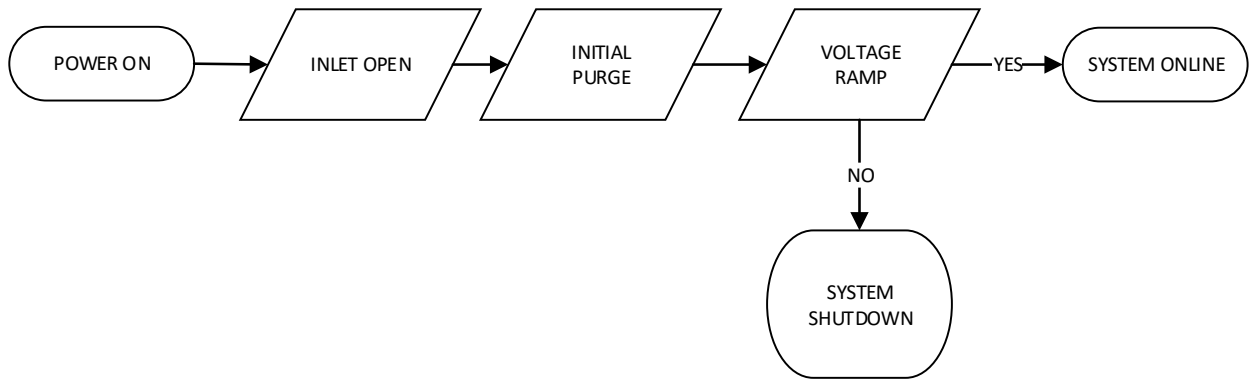 POWER ON
INLET OPEN
INITIAL
PURGE
VOLTAGE
RAMP
YES
SYSTEM ONLINE
NO
SYSTEM
SHUTDOWN